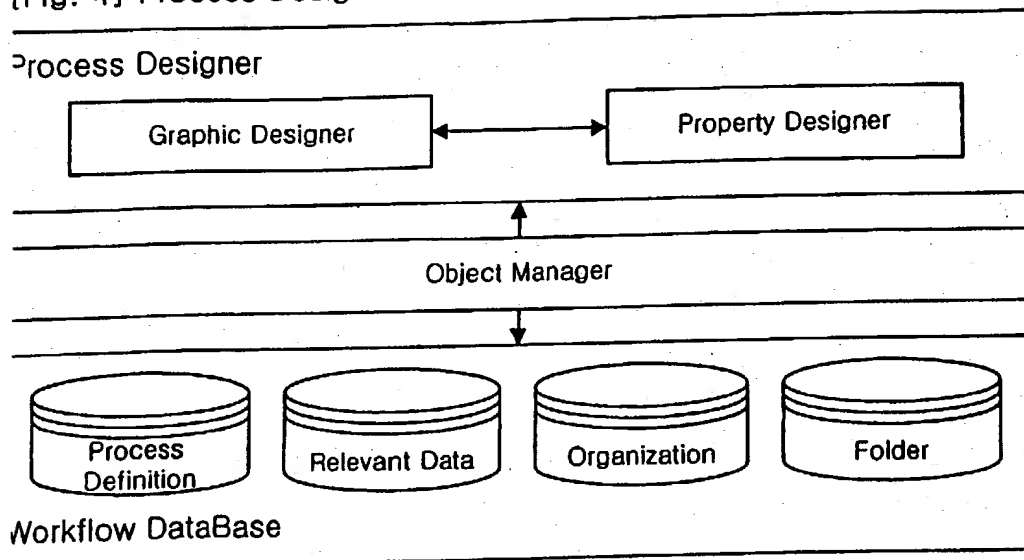 Process Designer
Graphic Designer
Property Designer
Object Manager
Process
Definition
Relevant Data
Organization
Folder
Workflow DataBase